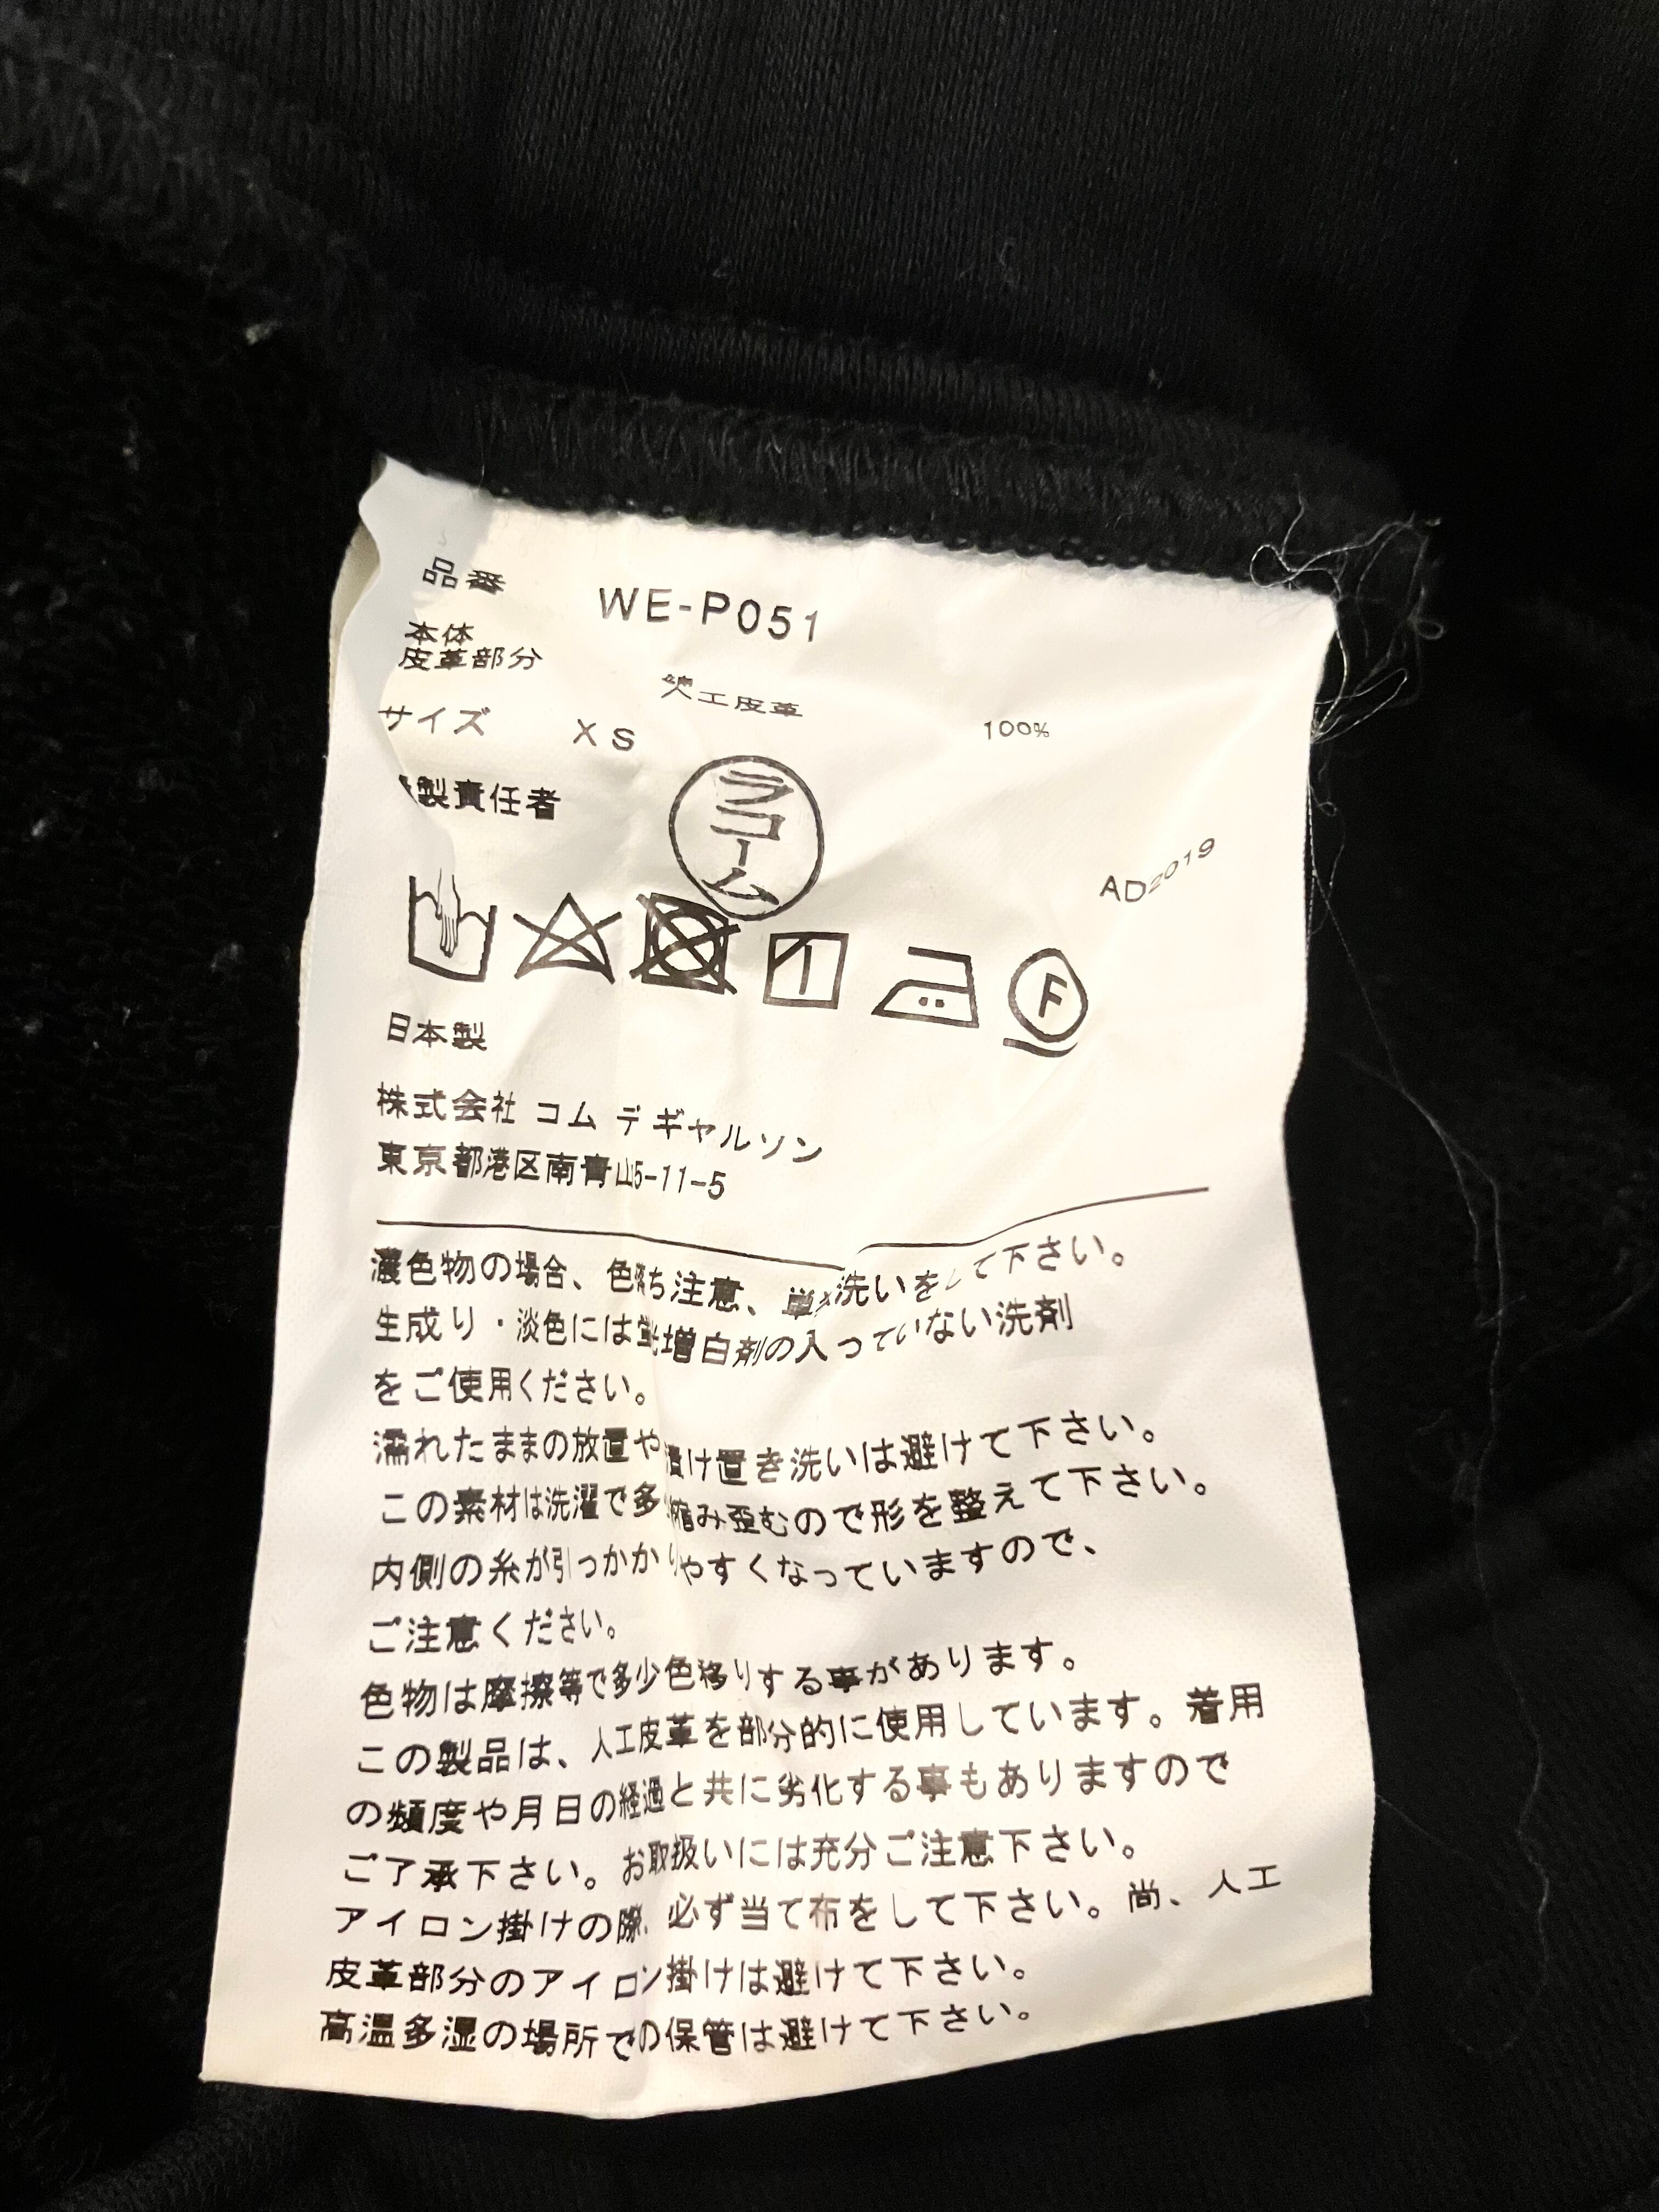 品番 WE-P051
本体
皮革部分
人工皮革 100%
サイズ XS
縫製責任者 ラコーム
AD2019
F
日本製
株式会社 コム デ ギャルソン
東京都港区南青山5-11-5
濃色物の場合、色落ち注意、単独洗いをして下さい。
生成り・淡色には蛍光増白剤の入っていない洗剤
をご使用ください。
濡れたままの放置や漬け置き洗いは避けて下さい。
この素材は洗濯で多少縮み歪むので形を整えて下さい。
内側の糸が引っかかりやすくなっていますので、
ご注意ください。
色物は摩擦等で多少色移りする事があります。
この製品は、人工皮革を部分的に使用しています。着用
の頻度や月日の経過と共に劣化する事もありますので
ご了承下さい。お取扱いには充分ご注意下さい。
アイロン掛けの際、必ず当て布をして下さい。尚、人工
皮革部分のアイロン掛けは避けて下さい。
高温多湿の場所での保管は避けて下さい。